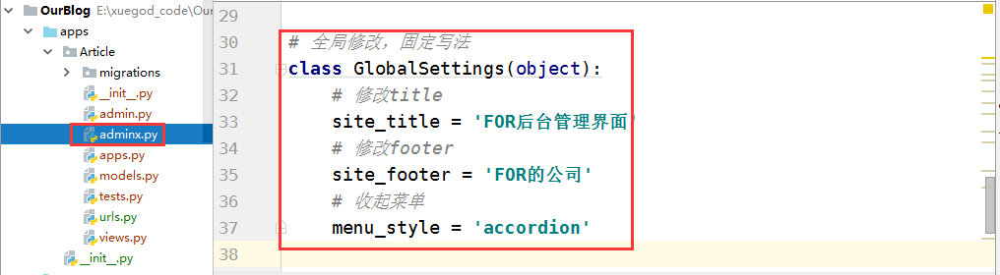 OurBlog E:\xuegod_code\Our
apps
Article
migrations
__init__.py
admin.py
adminx.py
apps.py
models.py
tests.py
urls.py
views.py
__init__.py
29
30 # 全局修改，固定写法
31 class GlobalSettings(object):
32 # 修改title
33 site_title = 'FOR后台管理界面'
34 # 修改footer
35 site_footer = 'FOR的公司'
36 # 收起菜单
37 menu_style = 'accordion'
38